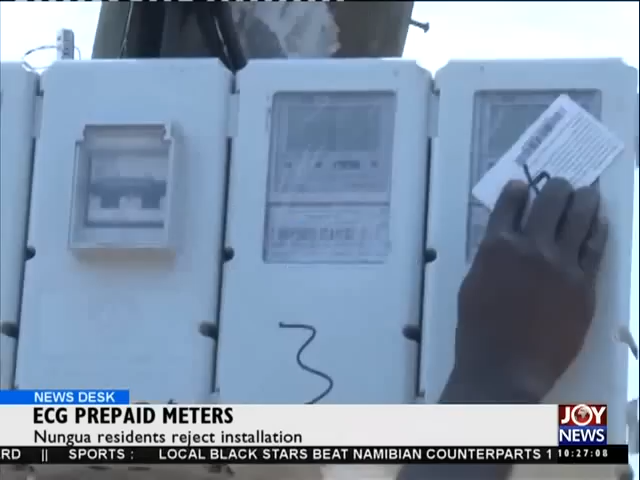 3
NEWS DESK
ECG PREPAID METERS
Nungua residents reject installation
JOY
NEWS
RD || SPORTS : LOCAL BLACK STARS BEAT NAMIBIAN COUNTERPARTS 1
10:27:08